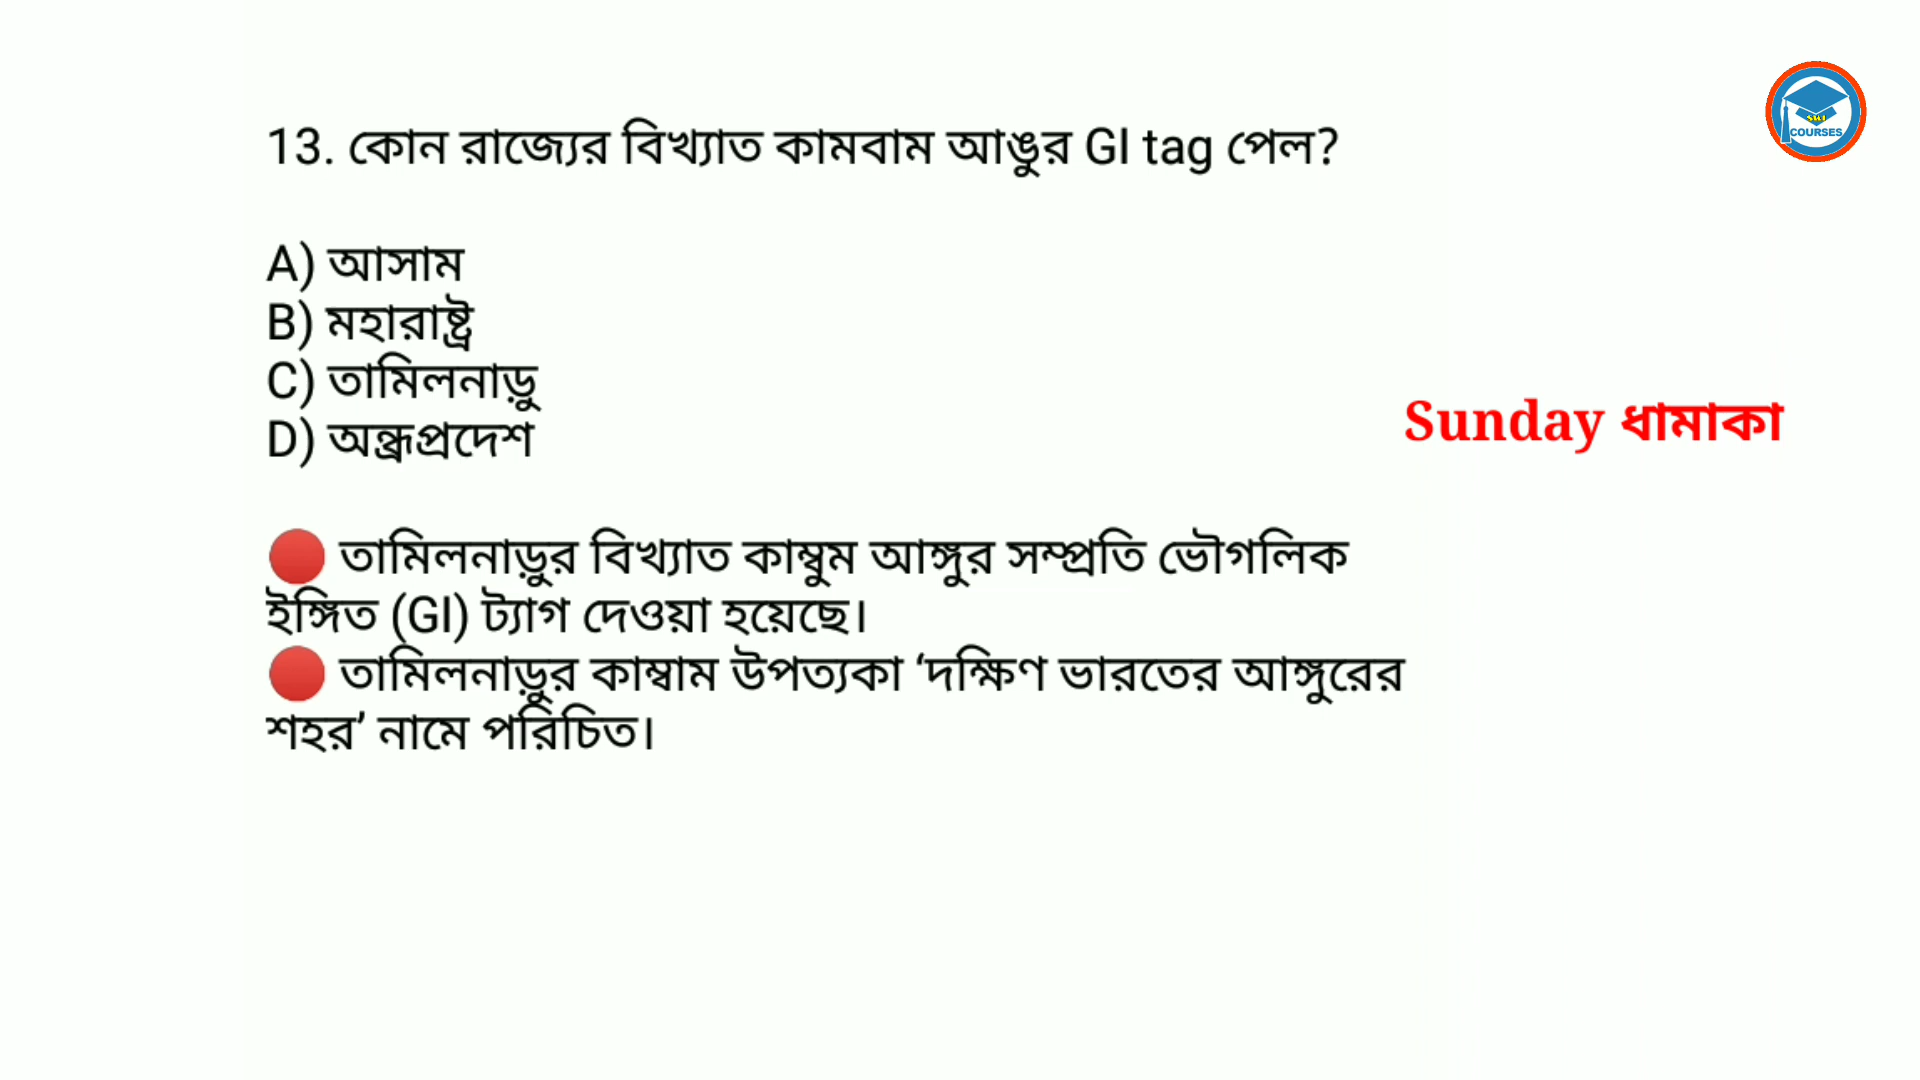 13. কোন রাজ্যের বিখ্যাত কামবাম আঙুর GI tag পেল?
A) আসাম
B) মহারাষ্ট্র
C) তামিলনাড়ু
D) অন্ধ্রপ্রদেশ
Sunday ধামাকা
তামিলনাড়ুর বিখ্যাত কাম্বুম আঙ্গুর সম্প্রতি ভৌগলিক
ইঙ্গিত (GI) ট্যাগ দেওয়া হয়েছে।
তামিলনাড়ুর কাম্বাম উপত্যকা ‘দক্ষিণ ভারতের আঙ্গুরের
শহর’ নামে পরিচিত।
SWI
COURSES